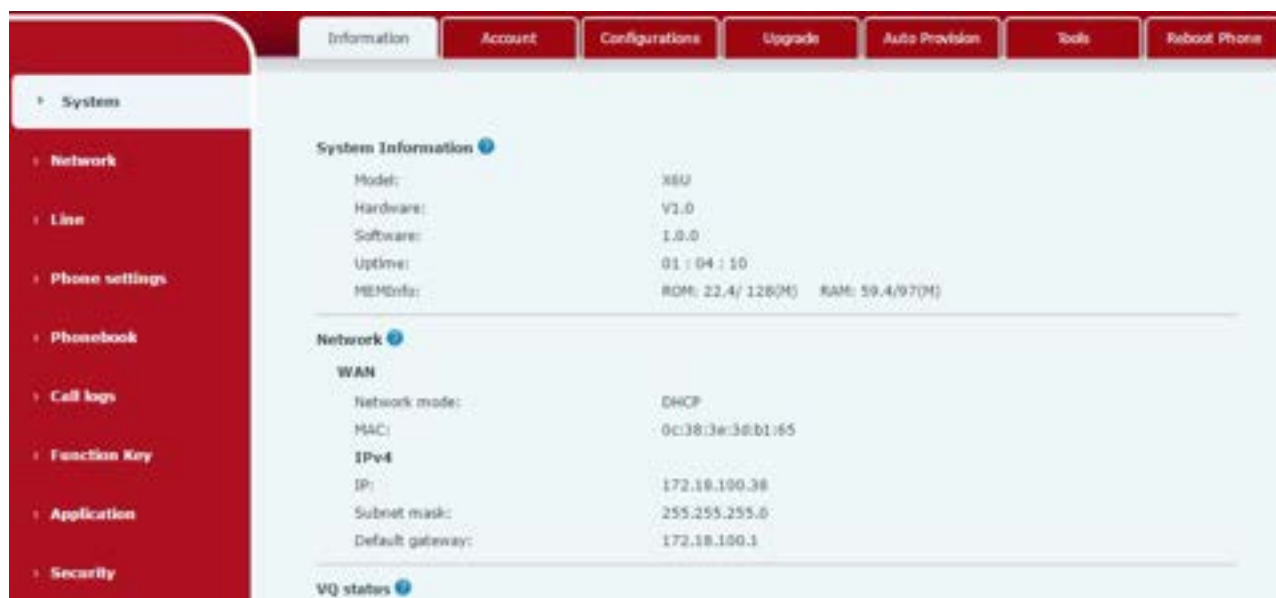 Information
Account
Configurations
Upgrade
Auto Provision
Tools
Reboot Phone
System
Network
Line
Phone settings
Phonebook
Call logs
Function Key
Application
Security
System Information
Model: X6U
Hardware: V1.0
Software: 1.0.0
Uptime: 01 : 04 : 10
MEMInfo: ROM: 22.4/ 128(M) RAM: 59.4/97(M)
Network
WAN
Network mode: DHCP
MAC: 0c:38:3e:3d:b1:65
IPv4
IP: 172.18.100.38
Subnet mask: 255.255.255.0
Default gateway: 172.18.100.1
VQ status